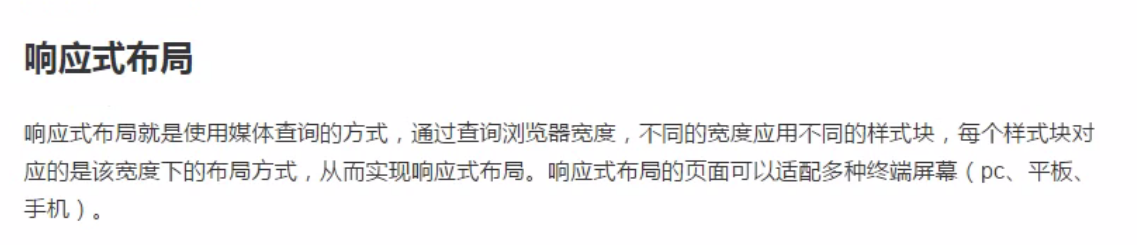 响应式布局
响应式布局就是使用媒体查询的方式，通过查询浏览器宽度，不同的宽度应用不同的样式块，每个样式块对
应的是该宽度下的布局方式，从而实现响应式布局。响应式布局的页面可以适配多种终端屏幕（pc、平板、
手机）。